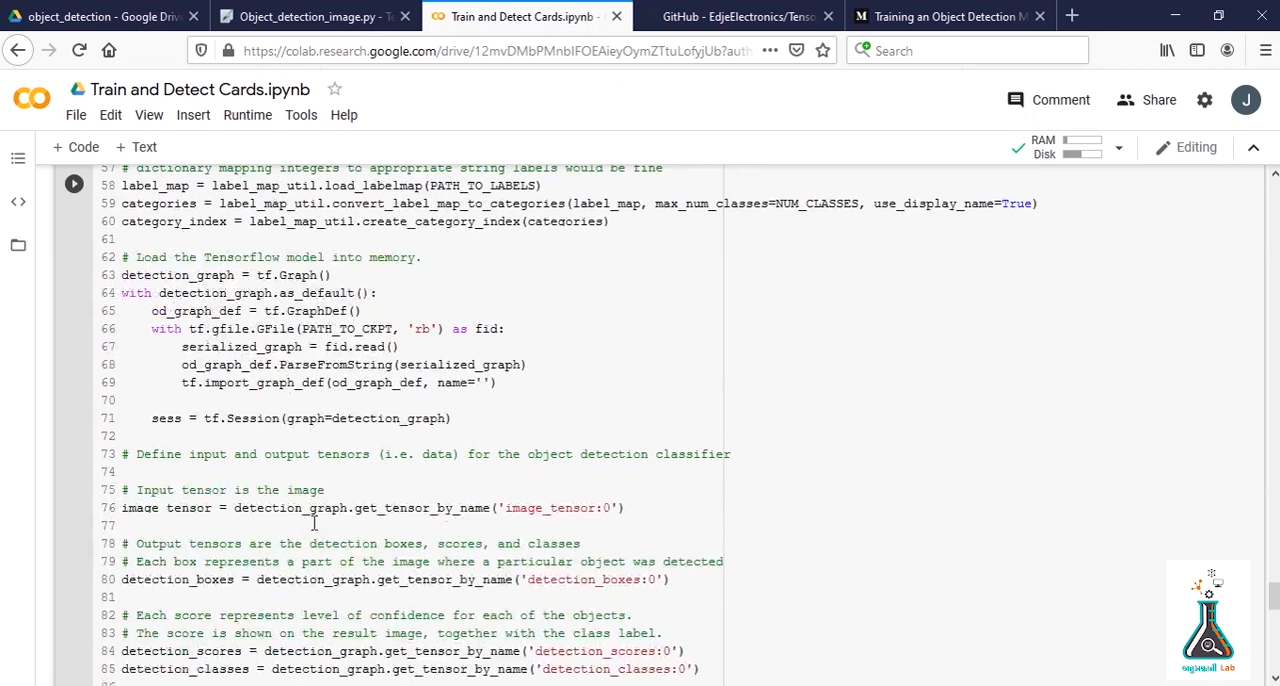 object_detection - Google Drive
Object_detection_image.py - T
Train and Detect Cards.ipynb -
GitHub - EdjeElectronics/Tenso
Training an Object Detection M
https://colab.research.google.com/drive/12mvDMbPMnbIFOEAieyOymZTtuLofyjUb?auth
Search
Train and Detect Cards.ipynb
Comment
Share
J
File Edit View Insert Runtime Tools Help
+ Code + Text
RAM
Disk
Editing
57 # dictionary mapping integers to appropriate string labels would be fine
58 label_map = label_map_util.load_labelmap(PATH_TO_LABELS)
59 categories = label_map_util.convert_label_map_to_categories(label_map, max_num_classes=NUM_CLASSES, use_display_name=True)
60 category_index = label_map_util.create_category_index(categories)
61
62 # Load the Tensorflow model into memory.
63 detection_graph = tf.Graph()
64 with detection_graph.as_default():
65 od_graph_def = tf.GraphDef()
66 with tf.gfile.GFile(PATH_TO_CKPT, 'rb') as fid:
67 serialized_graph = fid.read()
68 od_graph_def.ParseFromString(serialized_graph)
69 tf.import_graph_def(od_graph_def, name='')
70
71 sess = tf.Session(graph=detection_graph)
72
73 # Define input and output tensors (i.e. data) for the object detection classifier
74
75 # Input tensor is the image
76 image_tensor = detection_graph.get_tensor_by_name('image_tensor:0')
77
78 # Output tensors are the detection boxes, scores, and classes
79 # Each box represents a part of the image where a particular object was detected
80 detection_boxes = detection_graph.get_tensor_by_name('detection_boxes:0')
81
82 # Each score represents level of confidence for each of the objects.
83 # The score is shown on the result image, together with the class label.
84 detection_scores = detection_graph.get_tensor_by_name('detection_scores:0')
85 detection_classes = detection_graph.get_tensor_by_name('detection_classes:0')
Lab